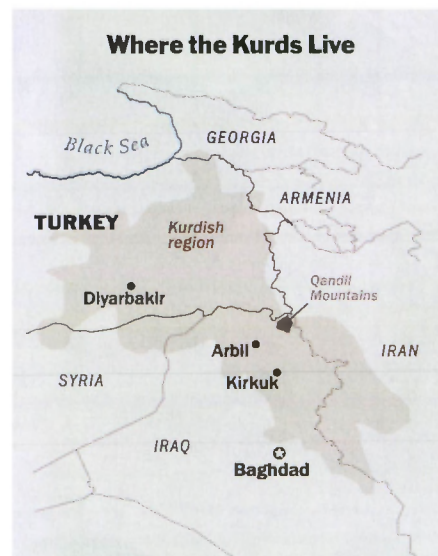 Where the Kurds Live
Black Sea
GEORGIA
ARMENIA
TURKEY
Kurdish
region
Qandil
Mountains
Diyarbakir
Arbil
IRAN
SYRIA
Kirkuk
IRAQ
Baghdad